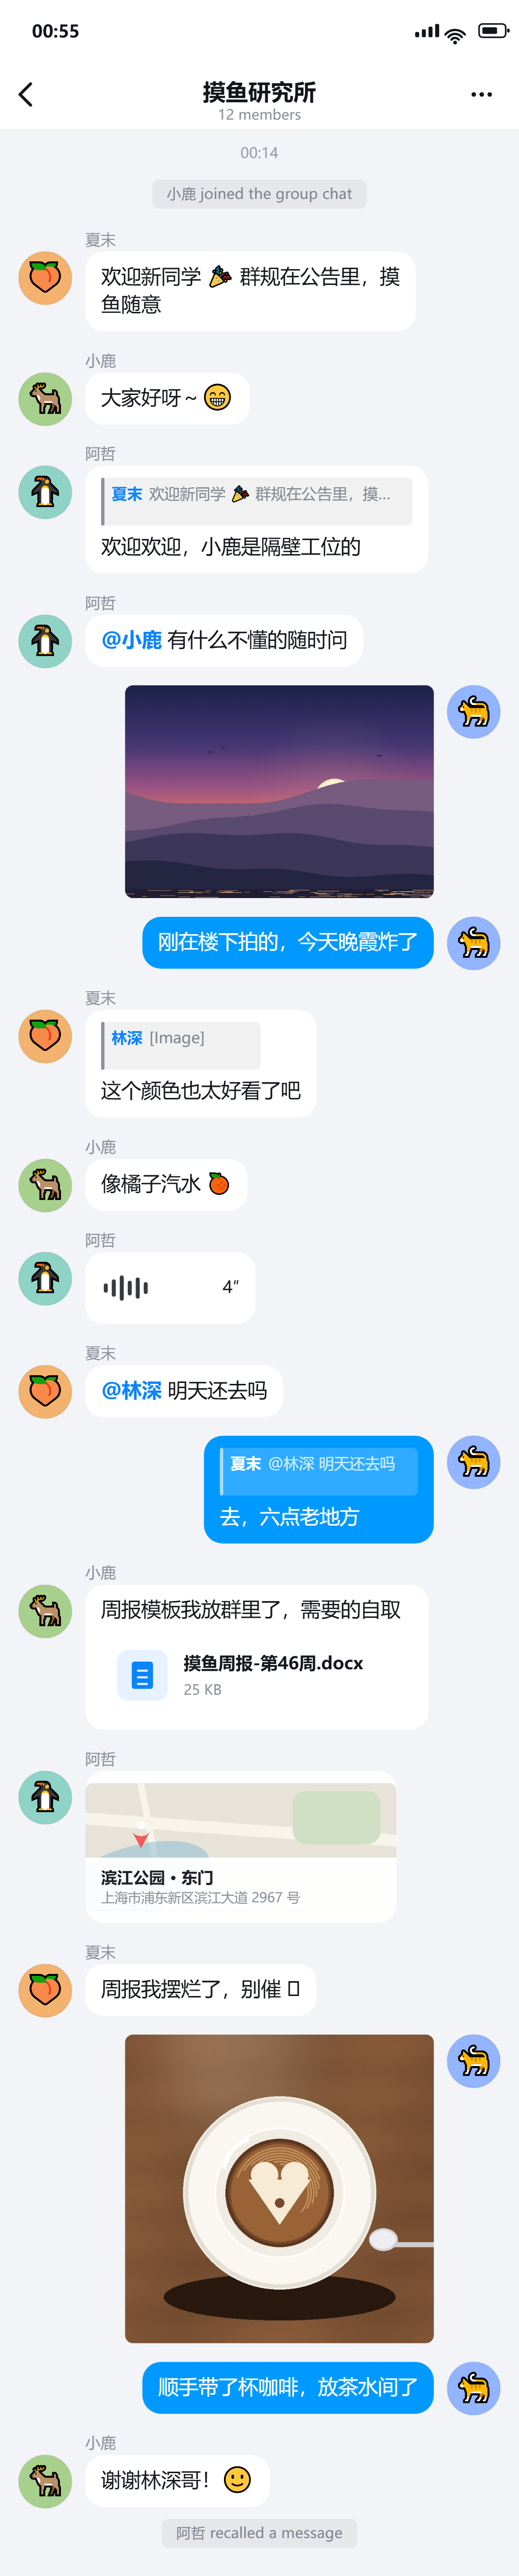 00:55
摸鱼研究所
12 members
00:14
小鹿 joined the group chat
夏末
欢迎新同学 🎉 群规在公告里，摸
鱼随意
小鹿
大家好呀～😁
阿哲
夏末 欢迎新同学 🎉 群规在公告里，摸...
欢迎欢迎，小鹿是隔壁工位的
阿哲
@小鹿 有什么不懂的随时问
刚在楼下拍的，今天晚霞炸了
夏末
林深 [Image]
这个颜色也太好看了吧
小鹿
像橘子汽水 🍊
阿哲
4″
夏末
@林深 明天还去吗
夏末 @林深 明天还去吗
去，六点老地方
小鹿
周报模板我放群里了，需要的自取
摸鱼周报-第46周.docx
25 KB
阿哲
滨江公园·东门
上海市浦东新区滨江大道 2967 号
夏末
周报我摆烂了，别催 
顺手带了杯咖啡，放茶水间了
小鹿
谢谢林深哥！🙂
阿哲 recalled a message